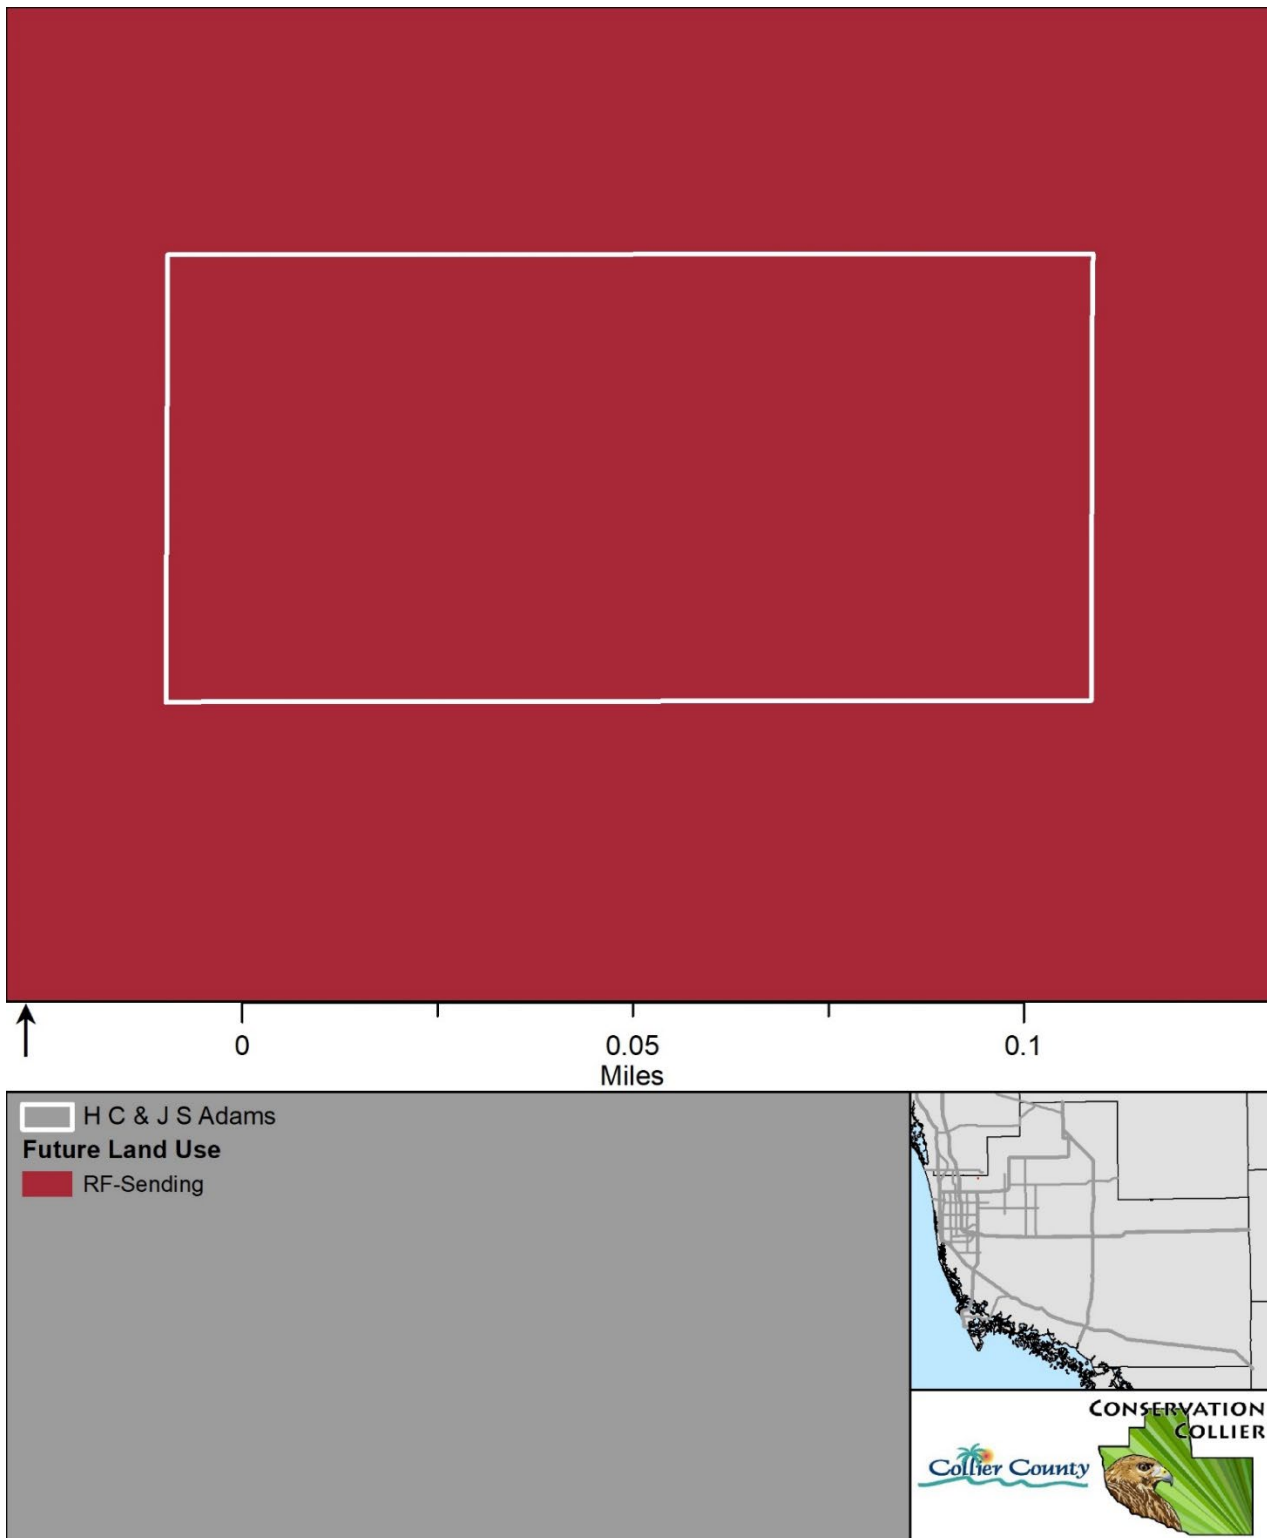 0 0.05 0.1
Miles
H C & J S Adams
Future Land Use
RF-Sending
CONSERVATION
COLLIER
Collier County